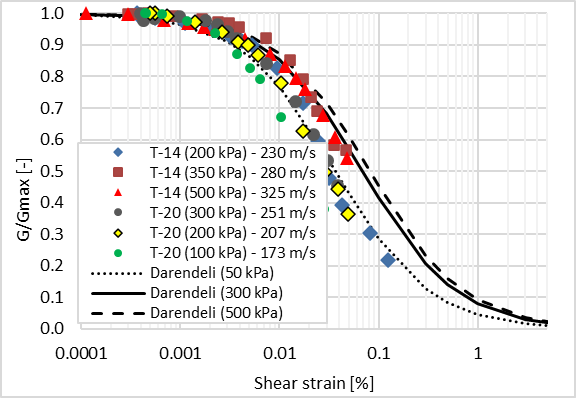 1.0
0.9
0.8
0.7
0.6
0.5
0.4
0.3
0.2
0.1
0.0
G/Gmax [-]
T-14 (200 kPa) - 230 m/s
T-14 (350 kPa) - 280 m/s
T-14 (500 kPa) - 325 m/s
T-20 (300 kPa) - 251 m/s
T-20 (200 kPa) - 207 m/s
T-20 (100 kPa) - 173 m/s
Darendeli (50 kPa)
Darendeli (300 kPa)
Darendeli (500 kPa)
0.0001 0.001 0.01 0.1 1
Shear strain [%]